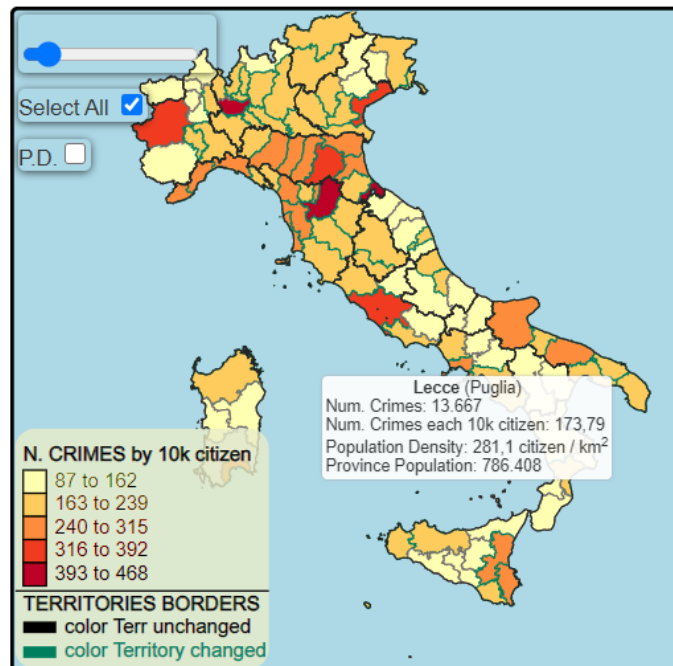 Select All
P.D.
Lecce (Puglia)
Num. Crimes: 13.667
Num. Crimes each 10k citizen: 173,79
Population Density: 281,1 citizen / km²
Province Population: 786.408
N. CRIMES by 10k citizen
87 to 162
163 to 239
240 to 315
316 to 392
393 to 468
TERRITORIES BORDERS
color Terr unchanged
color Territory changed